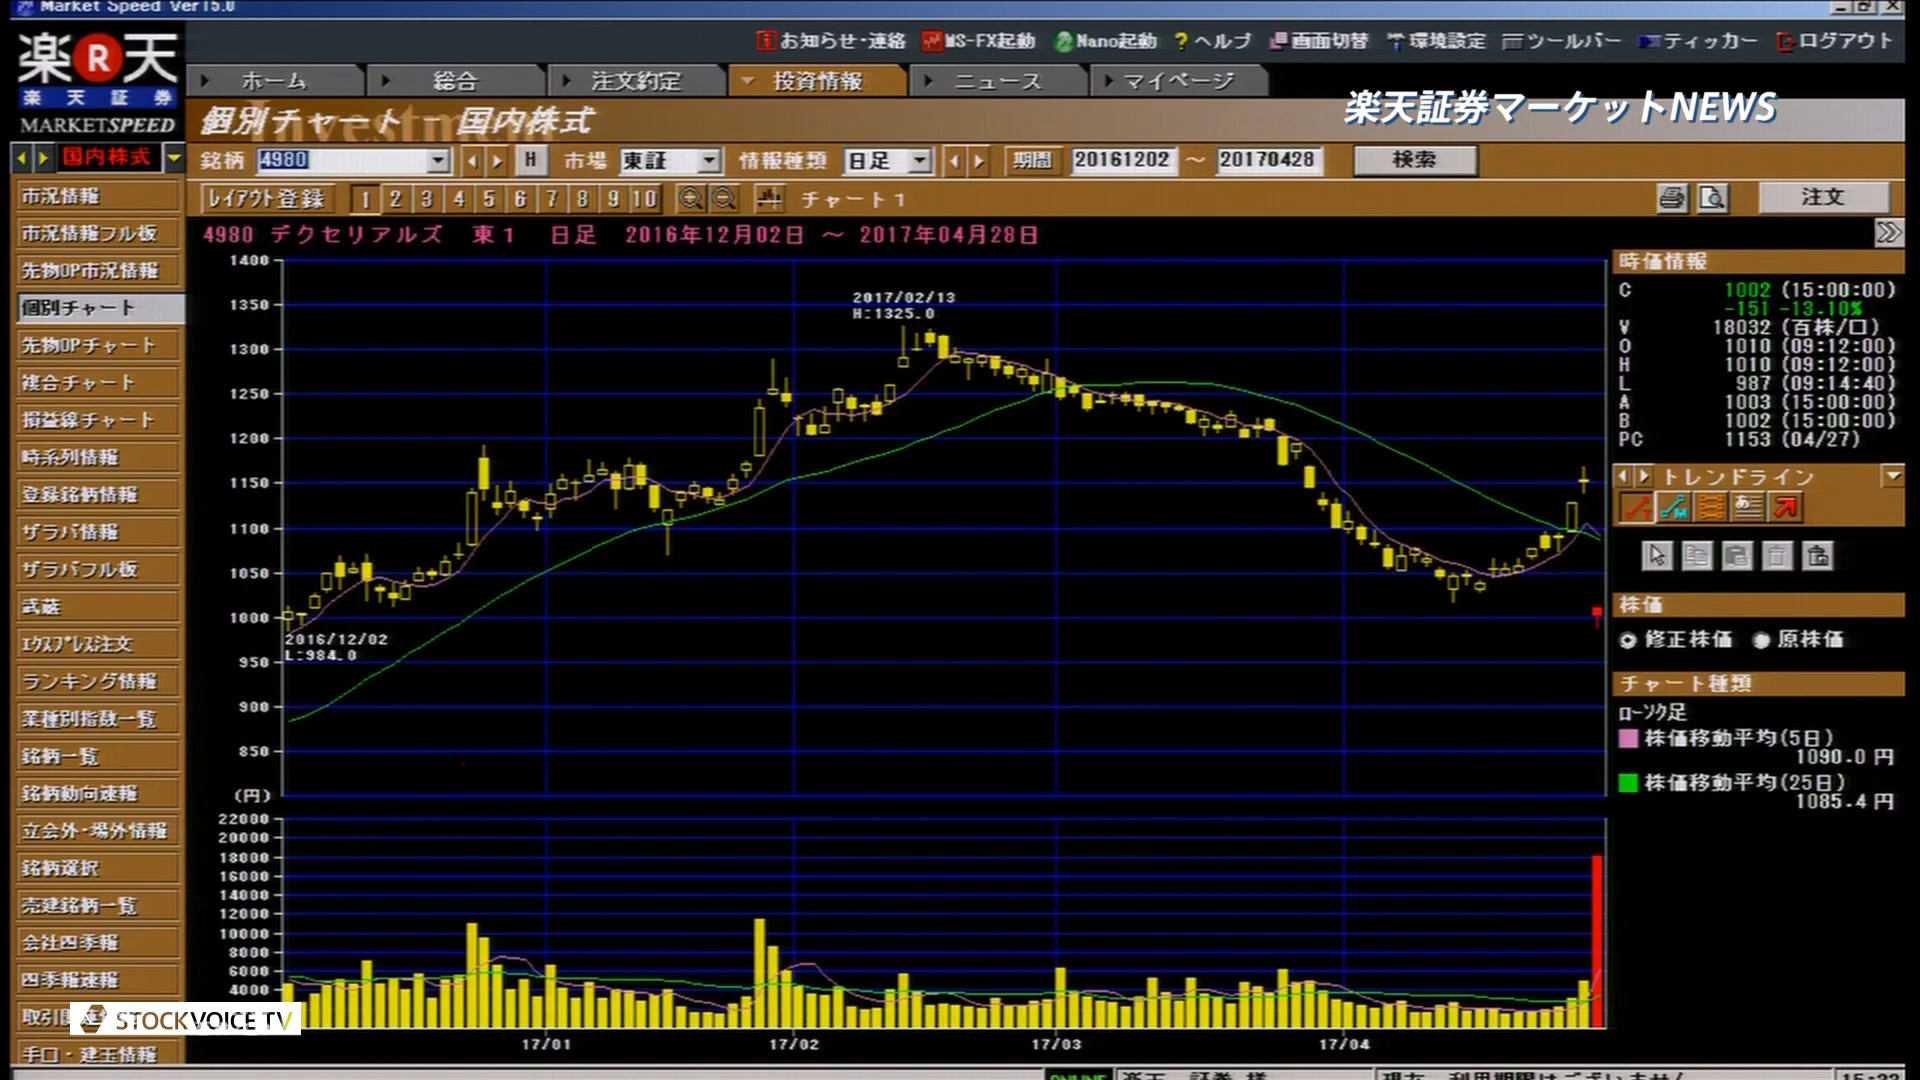 Market Speed Ver15.0
楽R天
楽天証券
MARKETSPEED
お知らせ・連絡 MS-FX起動 Nano起動 ?ヘルプ 画面切替 環境設定 ツールバー ティッカー ログアウト
ホーム 総合 注文約定 投資情報 ニュース マイページ
個別チャート - 国内株式
楽天証券マーケットNEWS
国内株式
銘柄 4980 H 市場 東証 情報種類 日足 期間 20161202 ~ 20170428 検索
レイアウト登録 1 2 3 4 5 6 7 8 9 10 チャート1 注文
4980 デクセリアルズ 東1 日足 2016年12月02日 ~ 2017年04月28日
市況情報
市況情報フル板
先物OP市況情報
個別チャート
先物OPチャート
複合チャート
損益線チャート
時系列情報
登録銘柄情報
ザラバ情報
ザラバフル板
武蔵
エクスプレス注文
ランキング情報
業種別指数一覧
銘柄一覧
銘柄動向速報
立会外・場外情報
銘柄選択
売建銘柄一覧
会社四季報
四季報速報
取引
手口・建玉情報
STOCKVOICE TV
1400
1350
1300
1250
1200
1150
1100
1050
1000
950
900
850
(円)
2017/02/13
H:1325.0
2016/12/02
L:984.0
22000
20000
18000
16000
14000
12000
10000
8000
6000
4000
17/01 17/02 17/03 17/04
時価情報
C 1002 (15:00:00)
-151 -13.10%
V 18032 (百株/口)
O 1010 (09:12:00)
H 1010 (09:12:00)
L 987 (09:14:40)
A 1003 (15:00:00)
B 1002 (15:00:00)
PC 1153 (04/27)
トレンドライン
株価
修正株価 原株価
チャート種類
ローソク足
株価移動平均(5日)
1090.0 円
株価移動平均(25日)
1085.4 円